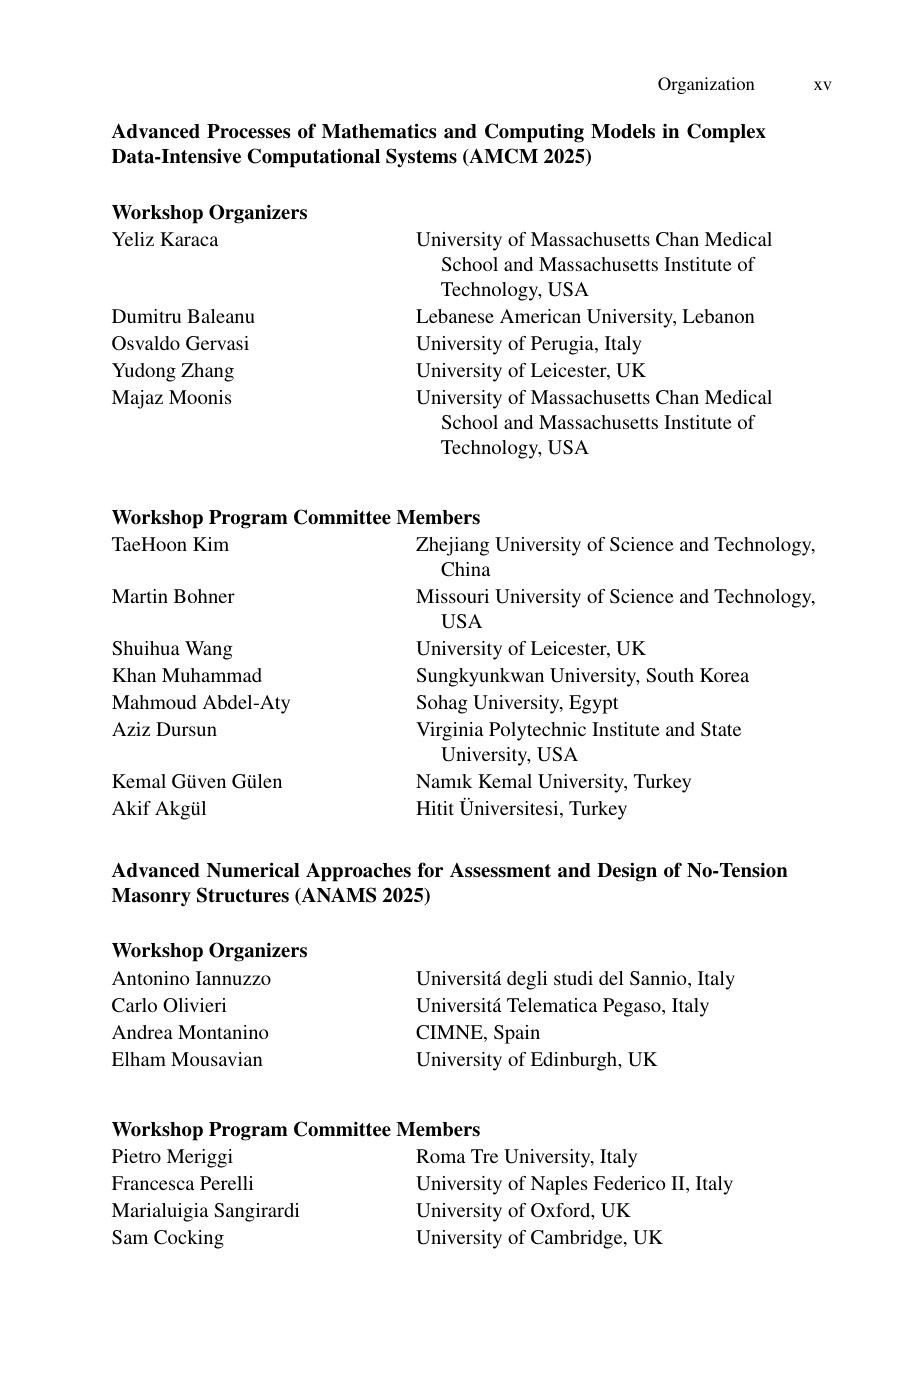 Organization xv
Advanced Processes of Mathematics and Computing Models in Complex
Data-Intensive Computational Systems (AMCM 2025)
Workshop Organizers
Yeliz Karaca University of Massachusetts Chan Medical
School and Massachusetts Institute of
Technology, USA
Dumitru Baleanu Lebanese American University, Lebanon
Osvaldo Gervasi University of Perugia, Italy
Yudong Zhang University of Leicester, UK
Majaz Moonis University of Massachusetts Chan Medical
School and Massachusetts Institute of
Technology, USA
Workshop Program Committee Members
TaeHoon Kim Zhejiang University of Science and Technology,
China
Martin Bohner Missouri University of Science and Technology,
USA
Shuihua Wang University of Leicester, UK
Khan Muhammad Sungkyunkwan University, South Korea
Mahmoud Abdel-Aty Sohag University, Egypt
Aziz Dursun Virginia Polytechnic Institute and State
University, USA
Kemal Güven Gülen Namık Kemal University, Turkey
Akif Akgül Hitit Üniversitesi, Turkey
Advanced Numerical Approaches for Assessment and Design of No-Tension
Masonry Structures (ANAMS 2025)
Workshop Organizers
Antonino Iannuzzo Universitá degli studi del Sannio, Italy
Carlo Olivieri Universitá Telematica Pegaso, Italy
Andrea Montanino CIMNE, Spain
Elham Mousavian University of Edinburgh, UK
Workshop Program Committee Members
Pietro Meriggi Roma Tre University, Italy
Francesca Perelli University of Naples Federico II, Italy
Marialuigia Sangirardi University of Oxford, UK
Sam Cocking University of Cambridge, UK